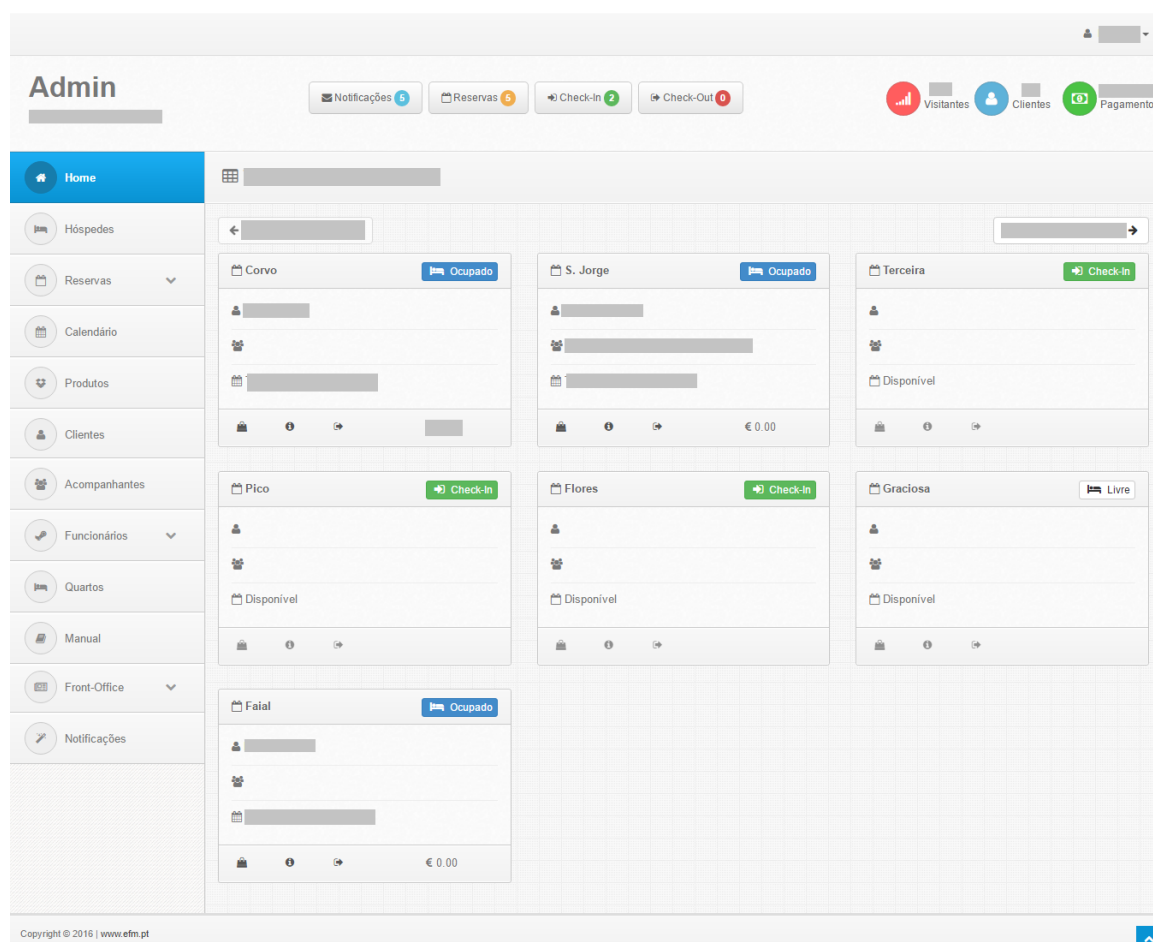 Admin
Notificações 5
Reservas 5
Check-In 2
Check-Out 0
Visitantes
Clientes
Pagamento
Home
Hóspedes
Reservas
Calendário
Produtos
Clientes
Acompanhantes
Funcionários
Quartos
Manual
Front-Office
Notificações
Corvo Ocupado
S. Jorge Ocupado
€ 0.00
Terceira Check-In
Disponível
Pico Check-In
Disponível
Flores Check-In
Disponível
Graciosa Livre
Disponível
Faial Ocupado
€ 0.00
Copyright © 2016 | www.efm.pt